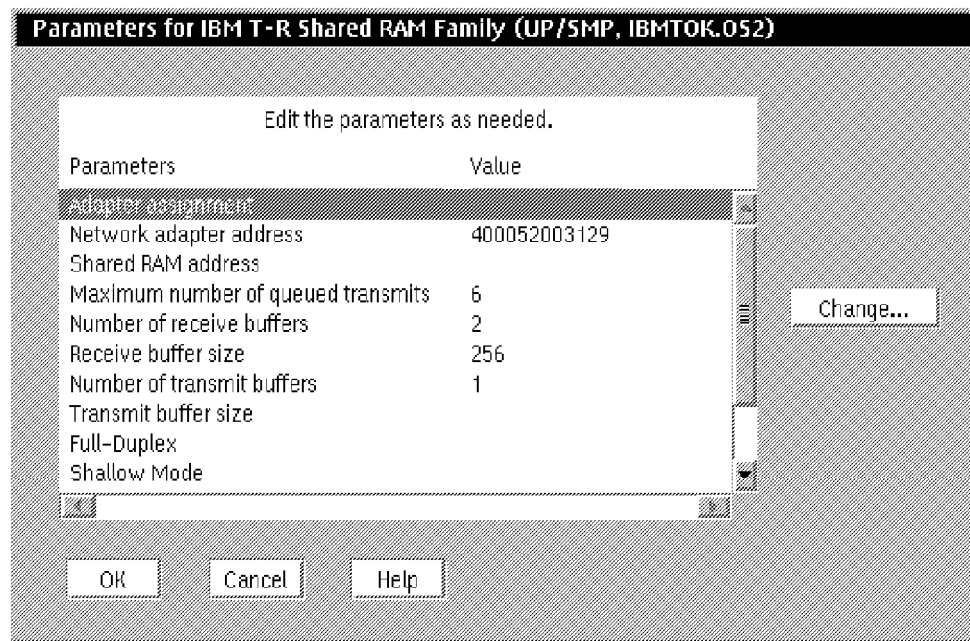 Parameters for IBM T-R Shared RAM Family (UP/SMP, IBMTOK.OS2)
Edit the parameters as needed.
Parameters Value
Adapter assignment
Network adapter address 400052003129
Shared RAM address
Maximum number of queued transmits 6
Number of receive buffers 2
Receive buffer size 256
Number of transmit buffers 1
Transmit buffer size
Full-Duplex
Shallow Mode
Change...
OK Cancel Help